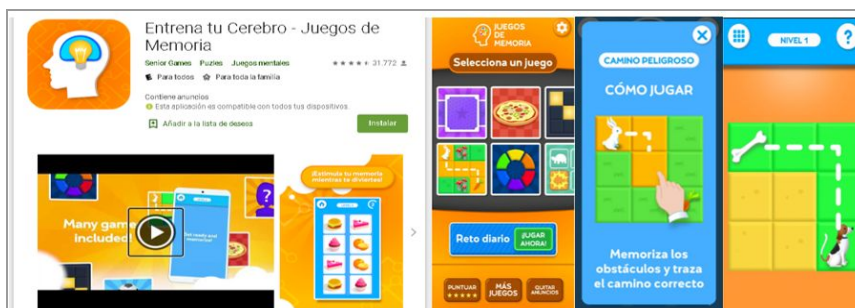 Entrena tu Cerebro - Juegos de
Memoria
Senior Games Puzles Juegos mentales
31.772
Para todos Para toda la familia
Contiene anuncios
Esta aplicación es compatible con todos tus dispositivos.
Añadir a la lista de deseos
Instalar
Many game
Included!
¡Estimula tu memoria
mientras te diviertes!
JUEGOS
DE
MEMORIA
Selecciona un juego
Reto diario
¡JUGAR
AHORA!
PUNTUAR
MÁS
JUEGOS
QUITAR
ANUNCIOS
CAMINO PELIGROSO
CÓMO JUGAR
Memoriza los
obstáculos y traza
el camino correcto
NIVEL 1
?